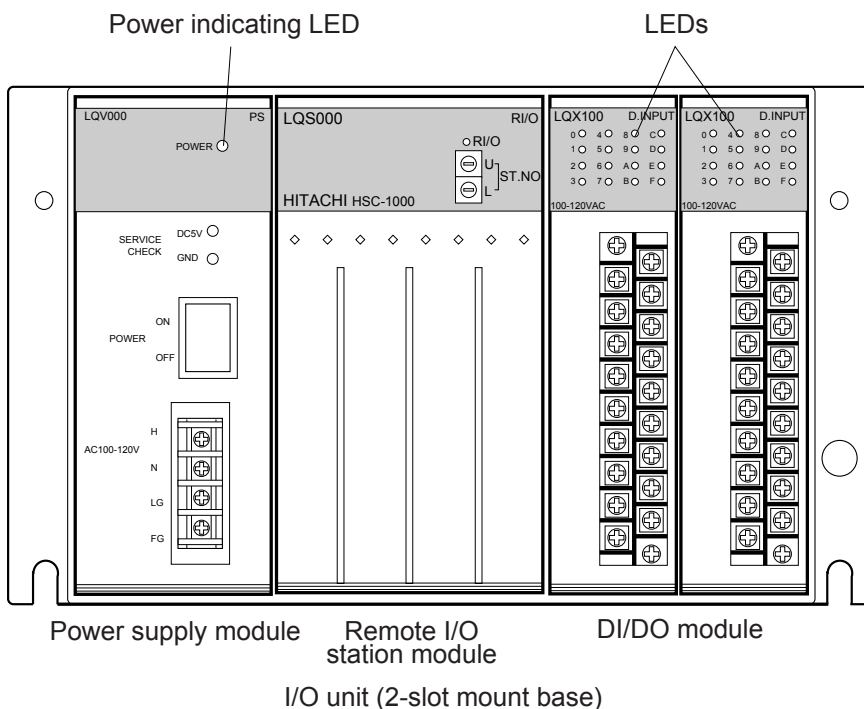 Power indicating LED
LEDs
LQV000 PS
POWER
SERVICE
CHECK
DC5V
GND
ON
POWER
OFF
H
AC100-120V
N
LG
FG
LQS000 RI/O
RI/O
U
ST.NO
L
HITACHI HSC-1000
LQX100 D.INPUT
0 4 8 C
1 5 9 D
2 6 A E
3 7 B F
100-120VAC
LQX100 D.INPUT
0 4 8 C
1 5 9 D
2 6 A E
3 7 B F
100-120VAC
Power supply module
Remote I/O
station module
DI/DO module
I/O unit (2-slot mount base)